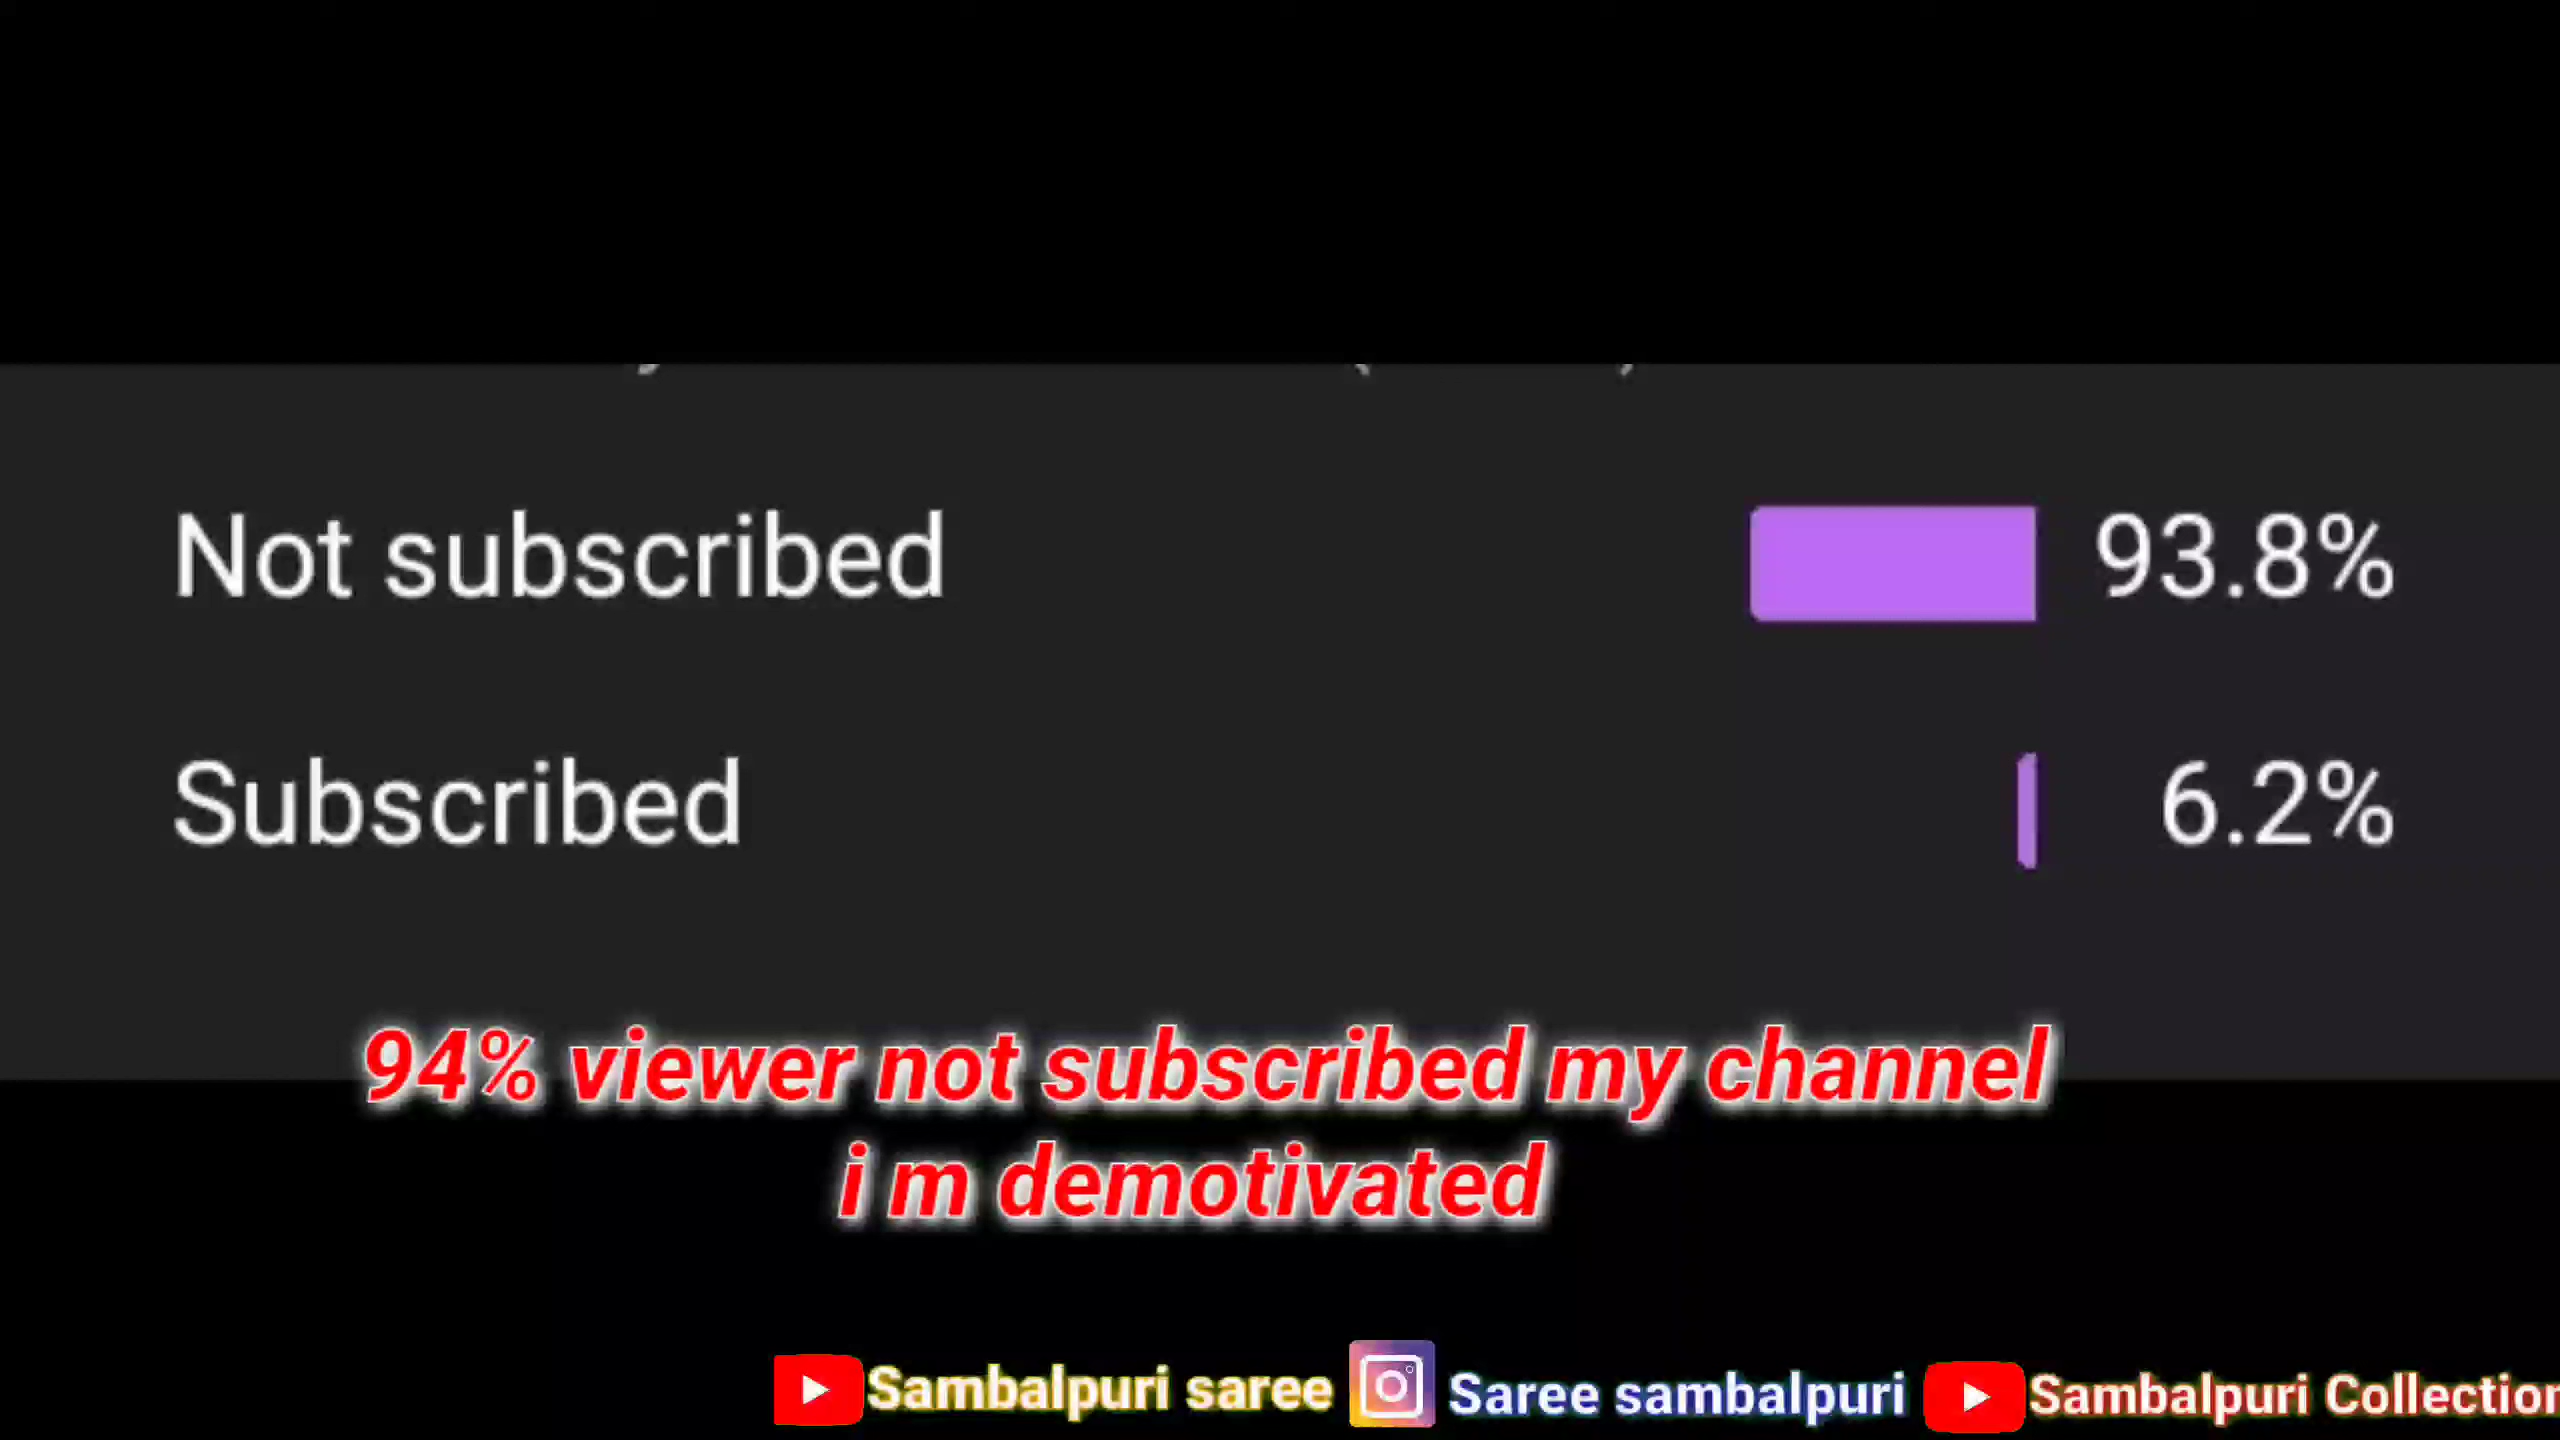 Not subscribed 93.8%
Subscribed 6.2%
94% viewer not subscribed my channel
i m demotivated
Sambalpuri saree Saree sambalpuri Sambalpuri Collection